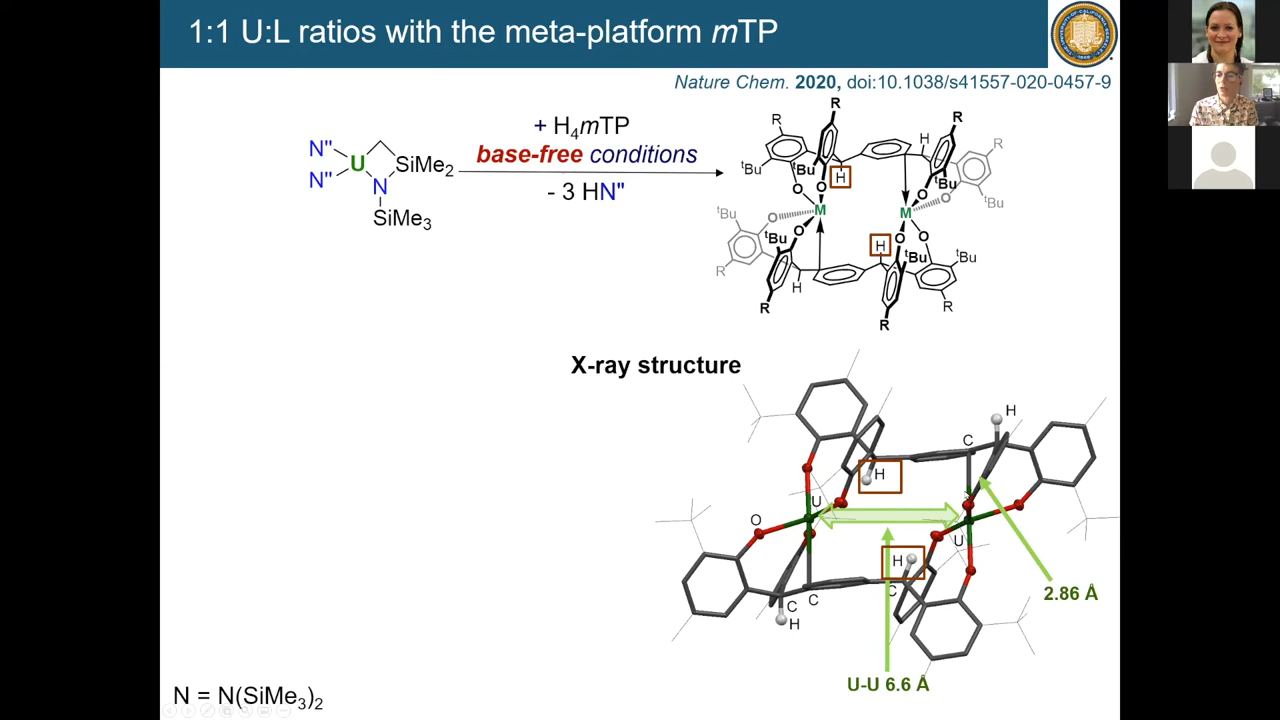 1:1 U:L ratios with the meta-platform mTP
Nature Chem. 2020, doi:10.1038/s41557-020-0457-9
N"
N"
U
SiMe₂
N
SiMe₃
+ H₄mTP
base-free conditions
- 3 HN"
R
R
H
R
R
ᵗBu
ᵗBu
H
ᵗBu
O
O
O
O
ᵗBu
M
M
ᵗBu
O
O
ᵗBu
O
O
H
ᵗBu
ᵗBu
R
H
R
R
R
X-ray structure
H
C
H
U
O
U
H
C
C
C
H
2.86 Å
U-U 6.6 Å
N = N(SiMe₃)₂